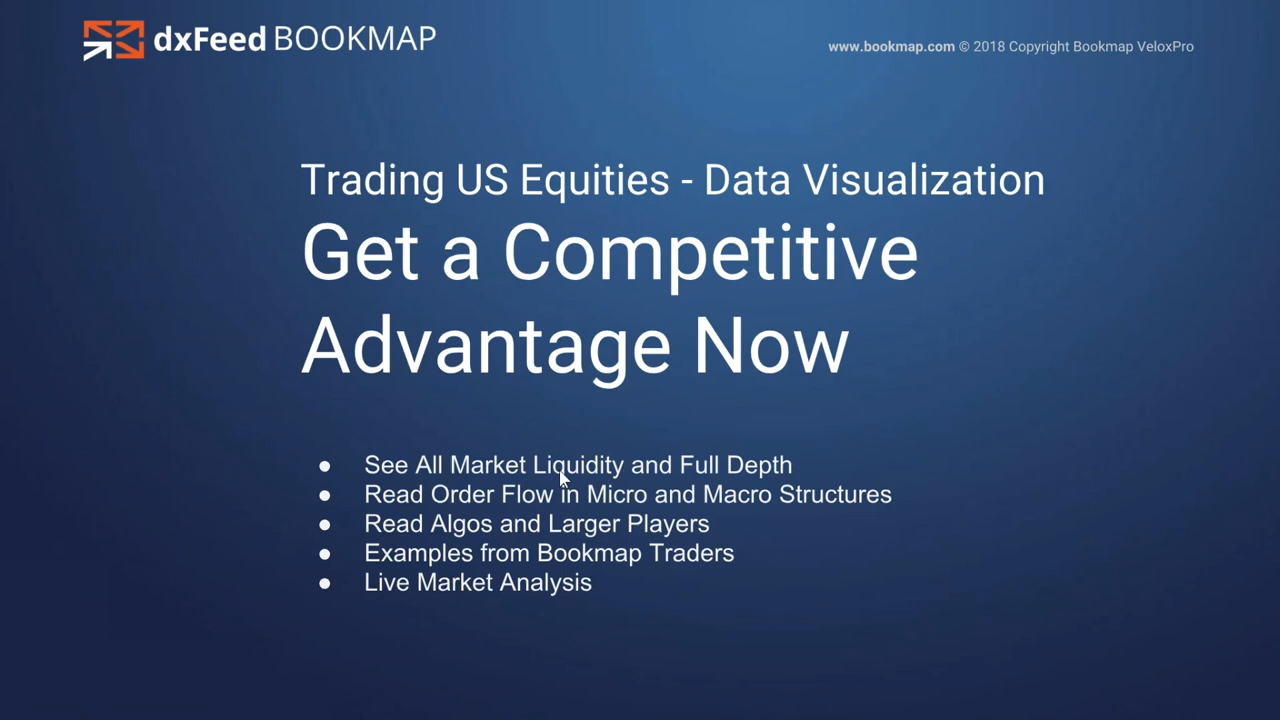 dxFeed BOOKMAP
www.bookmap.com © 2018 Copyright Bookmap VeloxPro
Trading US Equities - Data Visualization
Get a Competitive
Advantage Now
● See All Market Liquidity and Full Depth
● Read Order Flow in Micro and Macro Structures
● Read Algos and Larger Players
● Examples from Bookmap Traders
● Live Market Analysis